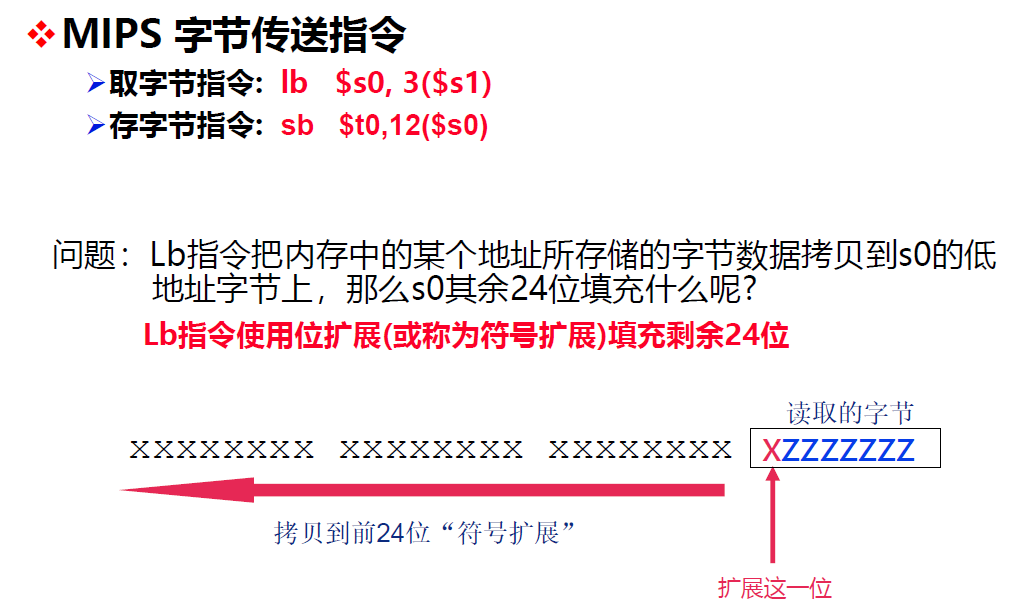 MIPS 字节传送指令
取字节指令: lb $s0, 3($s1)
存字节指令: sb $t0,12($s0)
问题：Lb指令把内存中的某个地址所存储的字节数据拷贝到s0的低
地址字节上，那么s0其余24位填充什么呢?
Lb指令使用位扩展(或称为符号扩展)填充剩余24位
读取的字节
xxxxxxxx xxxxxxxx xxxxxxxx xzzzzzzz
拷贝到前24位“符号扩展”
扩展这一位